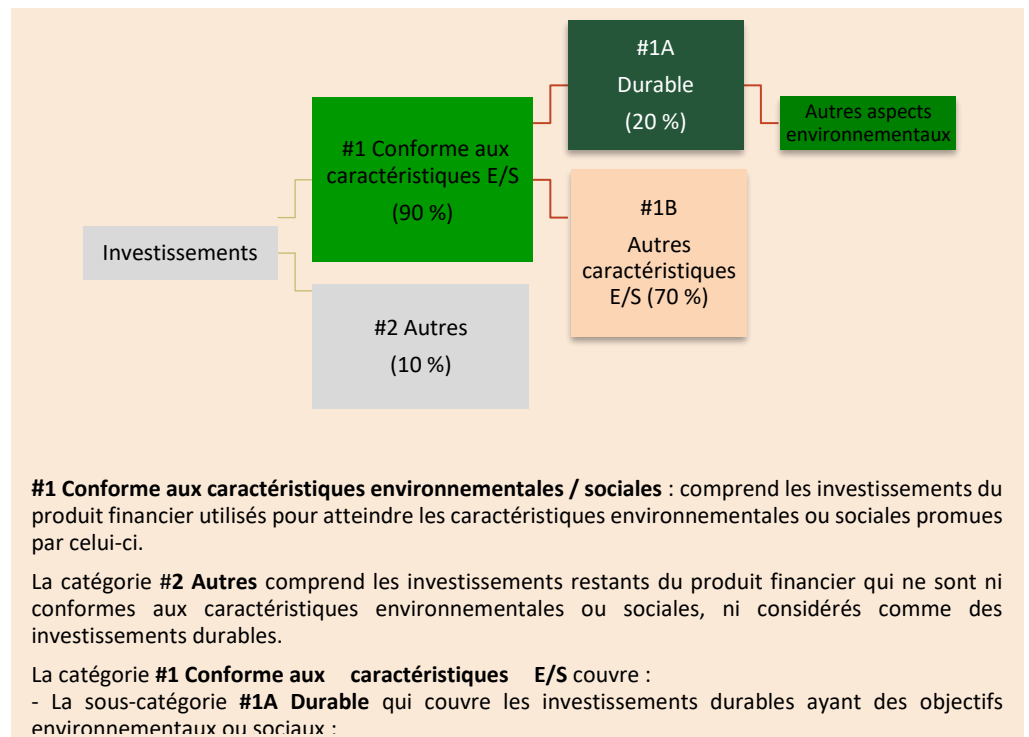 #1A
Durable
(20 %)
Autres aspects
environnementaux
#1 Conforme aux
caractéristiques E/S
(90 %)
#1B
Autres
caractéristiques
E/S (70 %)
Investissements
#2 Autres
(10 %)
#1 Conforme aux caractéristiques environnementales / sociales : comprend les investissements du
produit financier utilisés pour atteindre les caractéristiques environnementales ou sociales promues
par celui-ci.
La catégorie #2 Autres comprend les investissements restants du produit financier qui ne sont ni
conformes aux caractéristiques environnementales ou sociales, ni considérés comme des
investissements durables.
La catégorie #1 Conforme aux caractéristiques E/S couvre :
- La sous-catégorie #1A Durable qui couvre les investissements durables ayant des objectifs
environnementaux ou sociaux ;